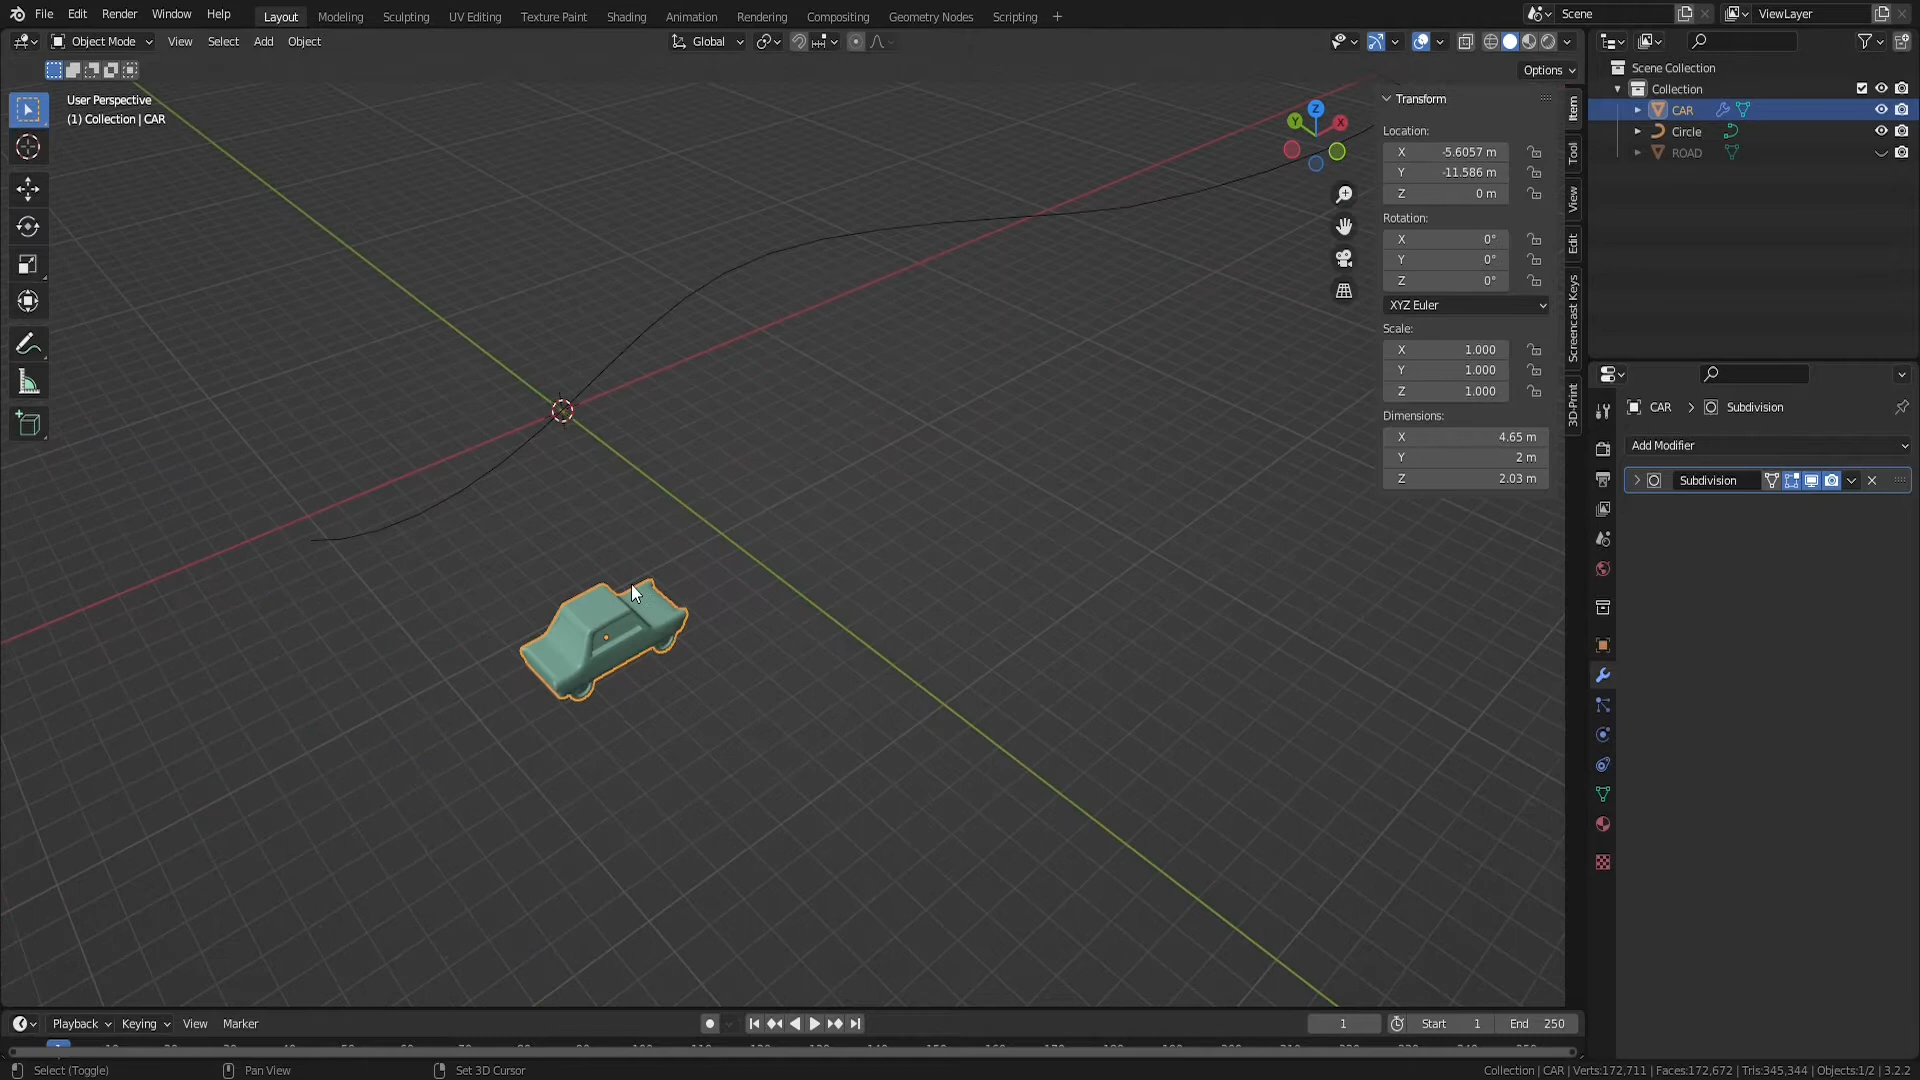 File Edit Render Window Help Layout Modeling Sculpting UV Editing Texture Paint Shading Animation Rendering Compositing Geometry Nodes Scripting + Scene ViewLayer
Object Mode View Select Add Object Global
Options
User Perspective
(1) Collection | CAR
Transform
Location:
X -5.6057 m
Y -11.586 m
Z 0 m
Rotation:
X 0°
Y 0°
Z 0°
XYZ Euler
Scale:
X 1.000
Y 1.000
Z 1.000
Dimensions:
X 4.65 m
Y 2 m
Z 2.03 m
Item
Tool
View
Edit
Screencast Keys
3D-Print
Z
Y
X
Scene Collection
Collection
CAR
Circle
ROAD
CAR > Subdivision
Add Modifier
Subdivision
Playback Keying View Marker 1 Start 1 End 250
Select (Toggle) Pan View Set 3D Cursor Collection | CAR | Verts:172,711 | Faces:172,672 | Tris:345,344 | Objects:1/2 | 3.2.2